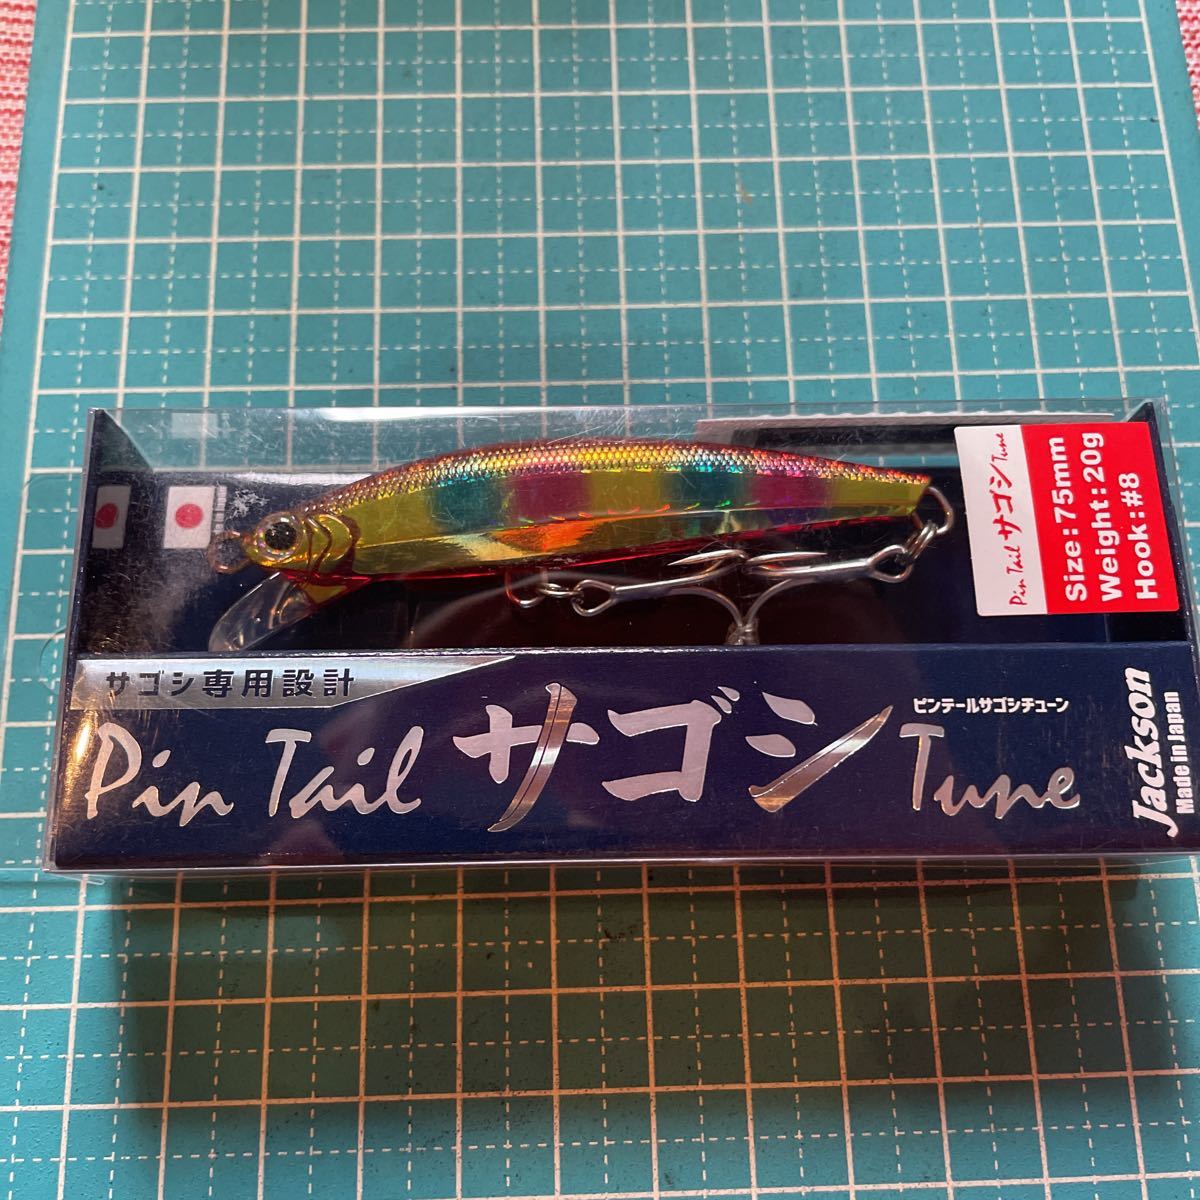 Pin Tail サゴシ Tune
Size:75mm
Weight:20g
Hook:#8
サゴシ専用設計
Pin Tail サゴシ Tune
ピンテールサゴシチューン
Jackson
Made in Japan